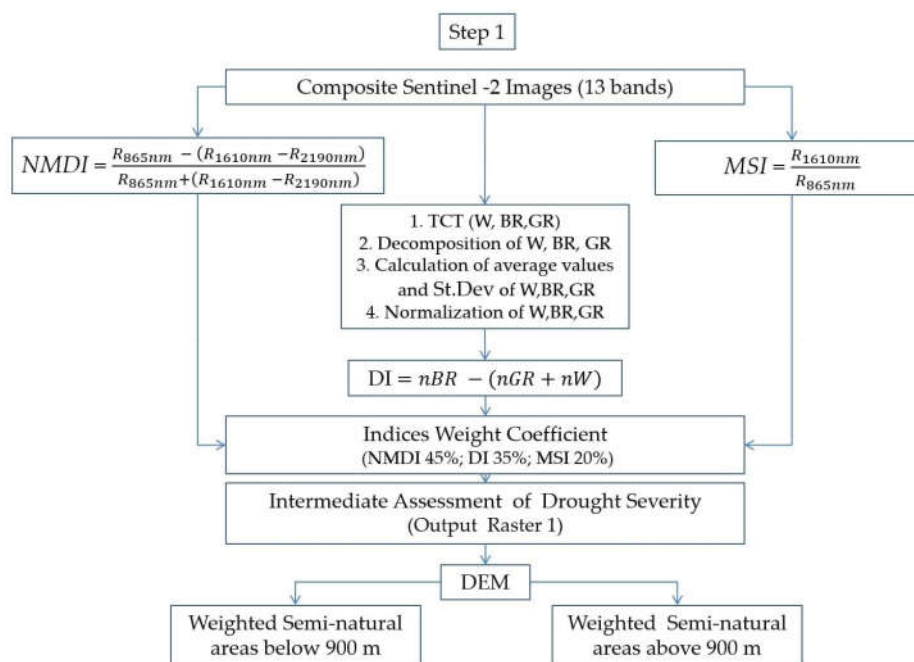 Step 1
Composite Sentinel -2 Images (13 bands)
NMDI = (R865nm − (R1610nm −R2190nm)) / (R865nm+(R1610nm −R2190nm))
MSI = R1610nm / R865nm
1. TCT (W, BR,GR)
2. Decomposition of W, BR, GR
3. Calculation of average values
and St.Dev of W,BR,GR
4. Normalization of W,BR,GR
DI = nBR − (nGR + nW)
Indices Weight Coefficient
(NMDI 45%; DI 35%; MSI 20%)
Intermediate Assessment of Drought Severity
(Output Raster 1)
DEM
Weighted Semi-natural
areas below 900 m
Weighted Semi-natural
areas above 900 m